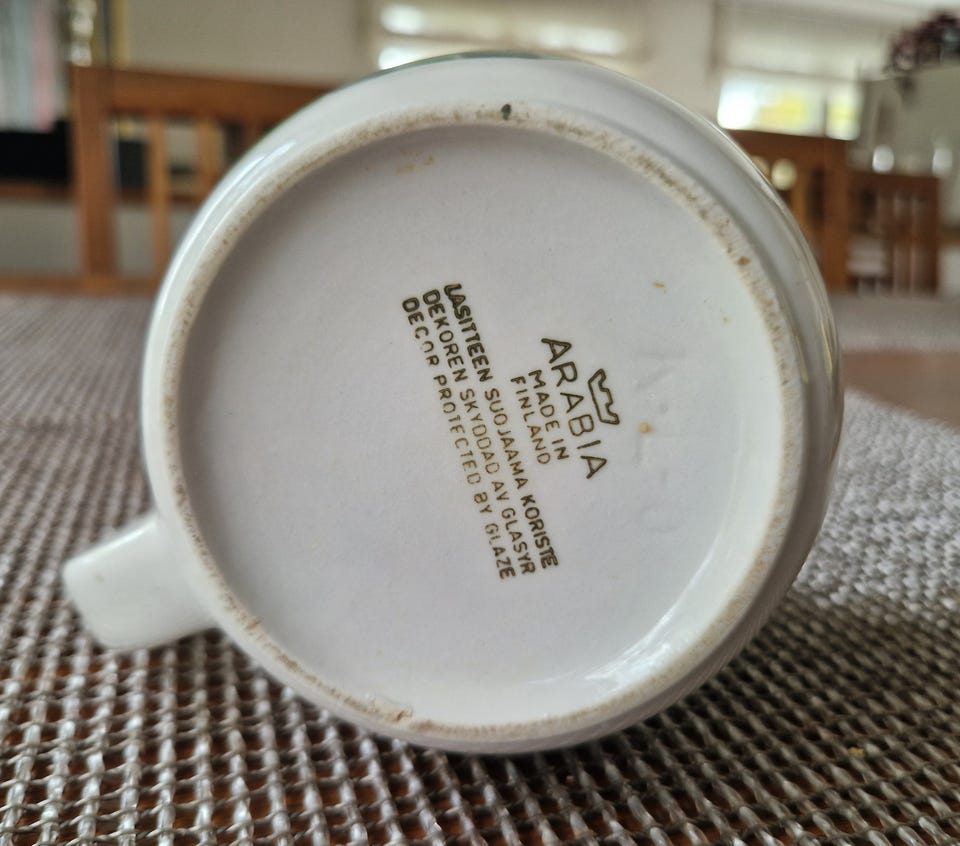 ARABIA
MADE IN
FINLAND
LASITTEEN SUOJAAMA KORISTE
DEKOREN SKYDDAD AV GLASYR
DECOR PROTECTED BY GLAZE